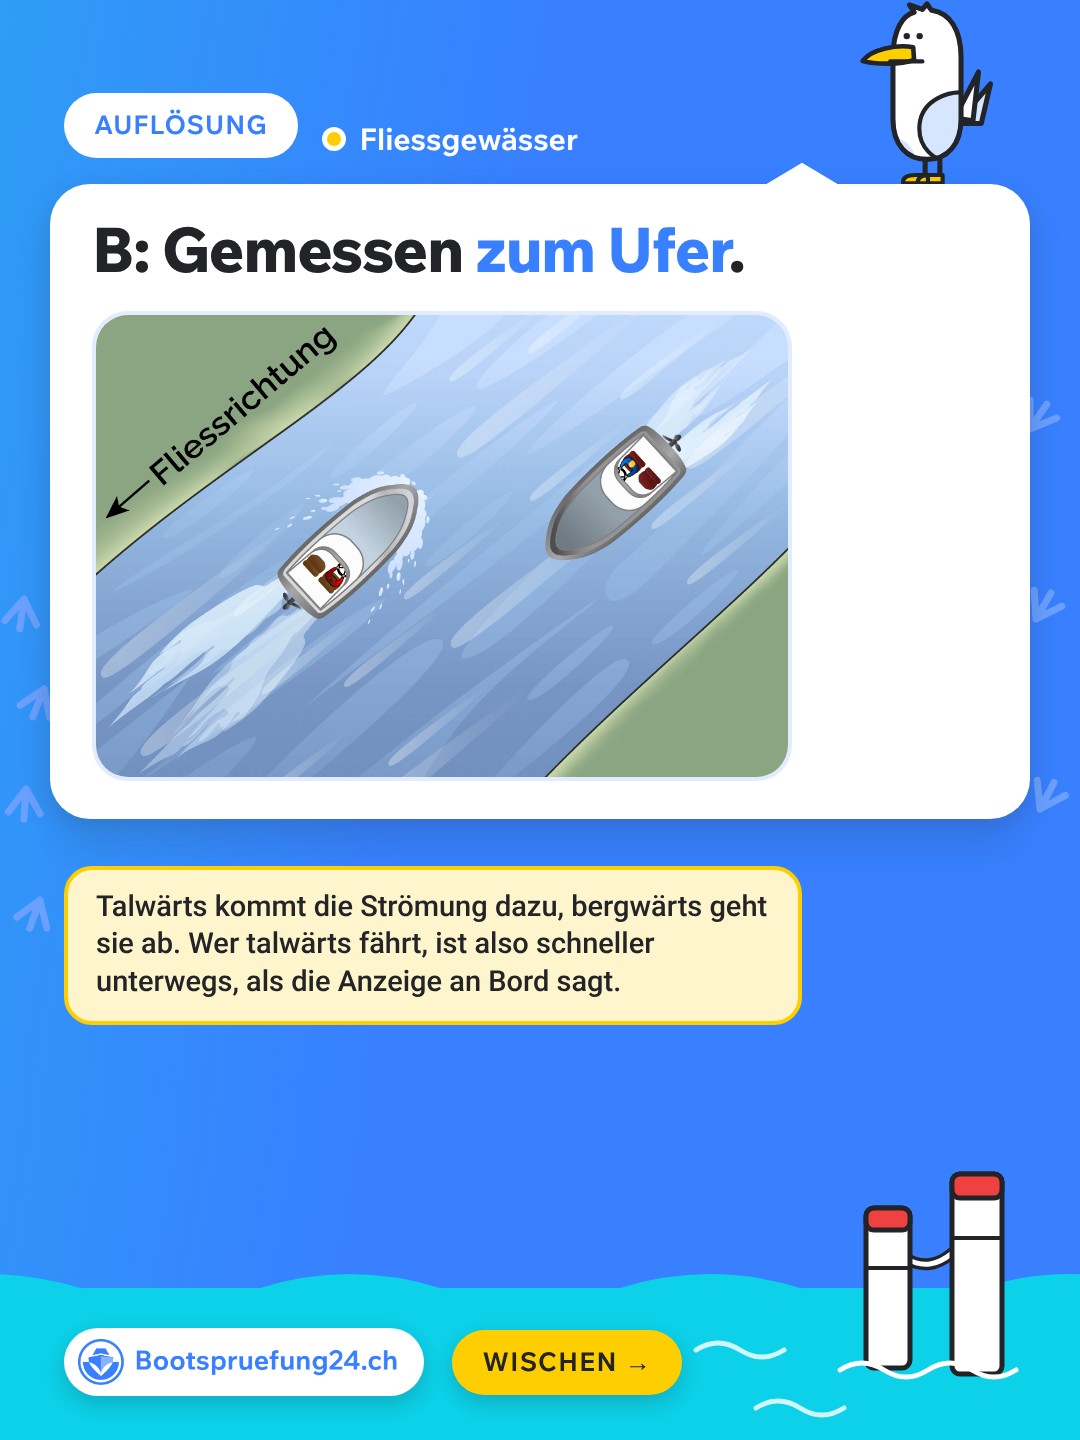 AUFLÖSUNG
Fliessgewässer
B: Gemessen zum Ufer.
Fliessrichtung
Talwärts kommt die Strömung dazu, bergwärts geht
sie ab. Wer talwärts fährt, ist also schneller
unterwegs, als die Anzeige an Bord sagt.
Bootspruefung24.ch
WISCHEN →